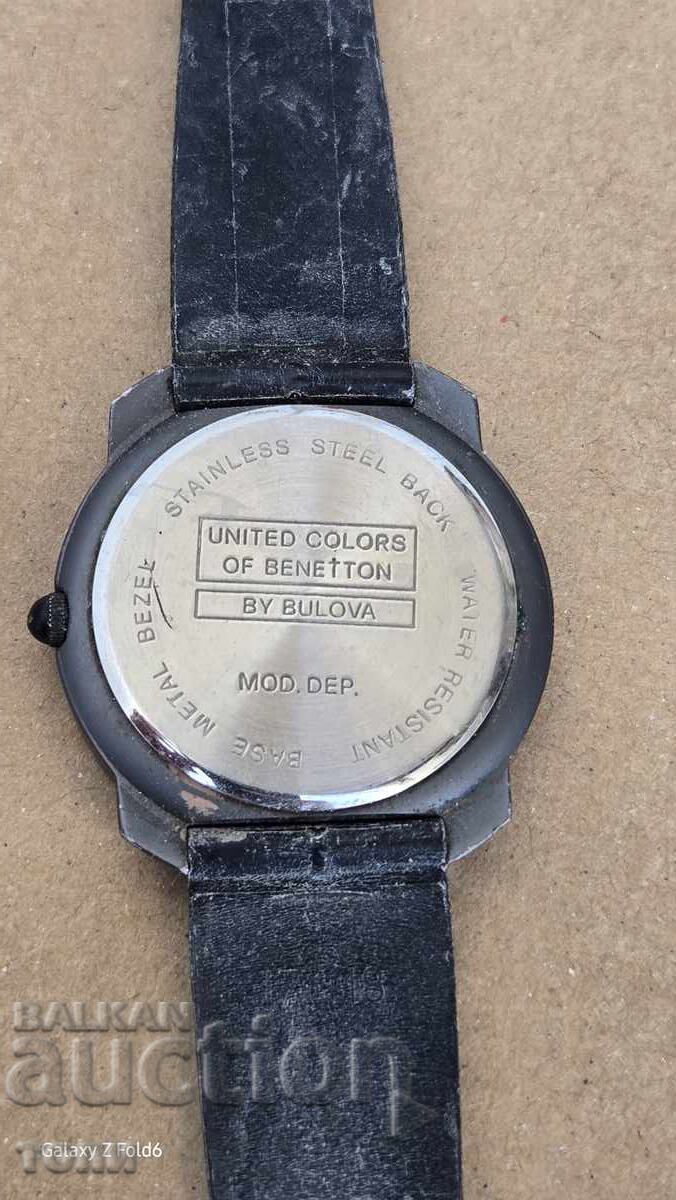 STAINLESS STEEL BACK
WATER RESISTANT
BASE METAL BEZEL
UNITED COLORS
OF BENETTON
BY BULOVA
MOD. DEP.
BALKAN
auction
Galaxy Z Fold6